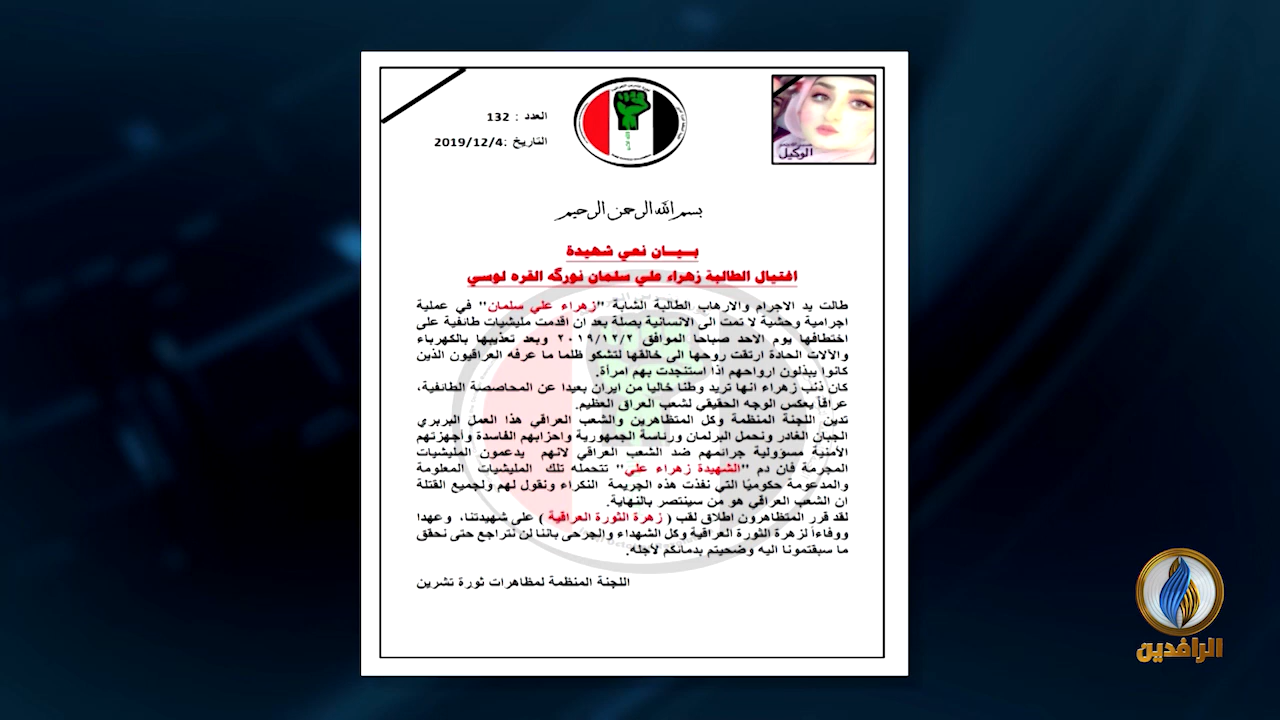 العدد : 132
التاريخ :2019/12/4
الوكيل
بسم الله الرحمن الرحيم
بـيـان نعي شهيدة
اغتيال الطالبة زهراء علي سلمان نورگه القره لوسي
طالت يد الاجرام والارهاب الطالبة الشابة "زهراء علي سلمان" في عملية
اجرامية وحشية لا تمت الى الانسانية بصلة بعد ان اقدمت مليشيات طائفية على
اختطافها يوم الاحد صباحا الموافق ٢٠١٩/١٢/٢ وبعد تعذيبها بالكهرباء
والآلات الحادة ارتقت روحها الى خالقها لتشكو ظلما ما عرفه العراقيون الذين
كانوا يبذلون ارواحهم اذا استنجدت بهم امرأة.
كان ذنب زهراء انها تريد وطنا خاليا من ايران بعيدا عن المحاصصة الطائفية،
عراقاً يعكس الوجه الحقيقي لشعب العراق العظيم.
تدين اللجنة المنظمة وكل المتظاهرين والشعب العراقي هذا العمل البربري
الجبان الغادر ونحمل البرلمان ورئاسة الجمهورية واحزابهم الفاسدة وأجهزتهم
الأمنية مسؤولية جرائمهم ضد الشعب العراقي لانهم يدعمون المليشيات
المجرمة فان دم "الشهيدة زهراء علي" تتحمله تلك المليشيات المعلومة
والمدعومة حكوميًا التي نفذت هذه الجريمة النكراء ونقول لهم ولجميع القتلة
ان الشعب العراقي هو من سينتصر بالنهاية.
لقد قرر المتظاهرون اطلاق لقب ( زهرة الثورة العراقية ) على شهيدتنا، وعهدا
ووفاءاً لزهرة الثورة العراقية وكل الشهداء والجرحى باننا لن نتراجع حتى نحقق
ما سبقتمونا اليه وضحيتم بدمائكم لأجله.
اللجنة المنظمة لمظاهرات ثورة تشرين
الرافدين